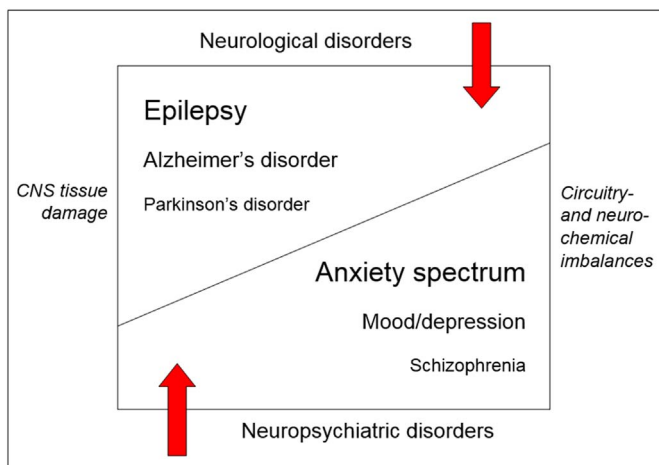 Neurological disorders
Epilepsy
Alzheimer's disorder
Parkinson's disorder
CNS tissue
damage
Circuitry-
and neuro-
chemical
imbalances
Anxiety spectrum
Mood/depression
Schizophrenia
Neuropsychiatric disorders